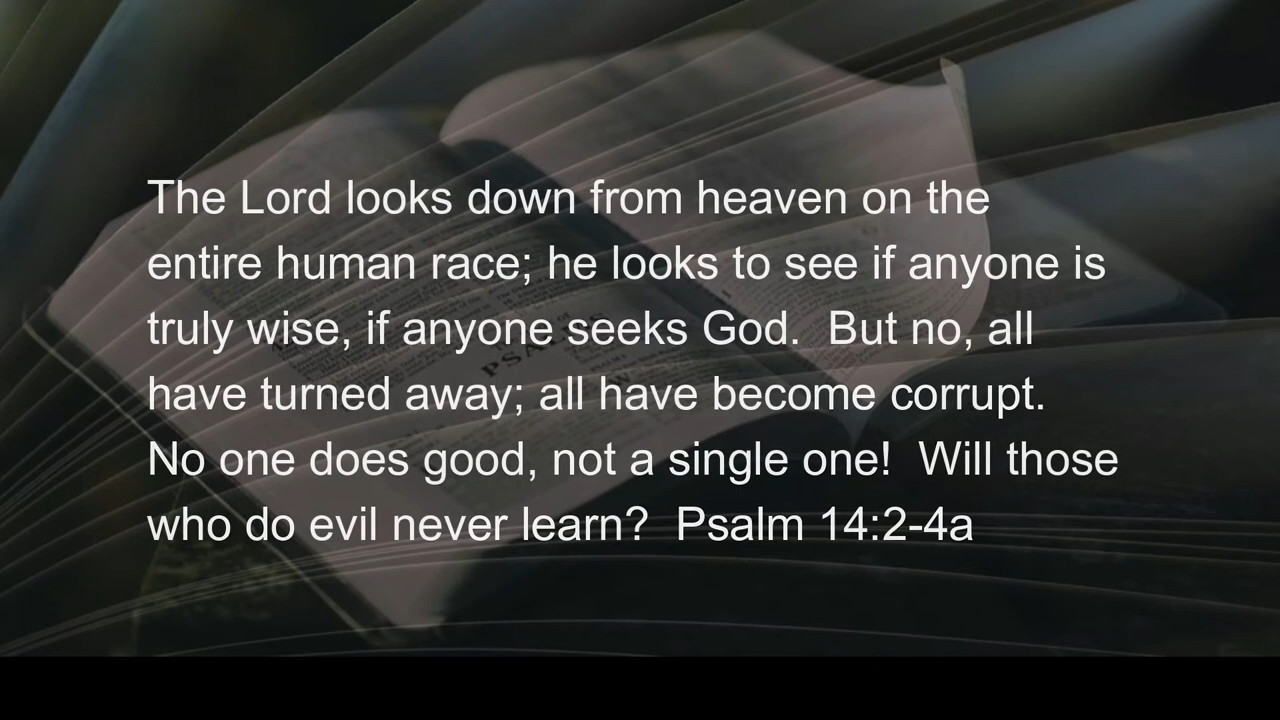 The Lord looks down from heaven on the
entire human race; he looks to see if anyone is
truly wise, if anyone seeks God.  But no, all
have turned away; all have become corrupt.
No one does good, not a single one!  Will those
who do evil never learn?  Psalm 14:2-4a
PSALMS